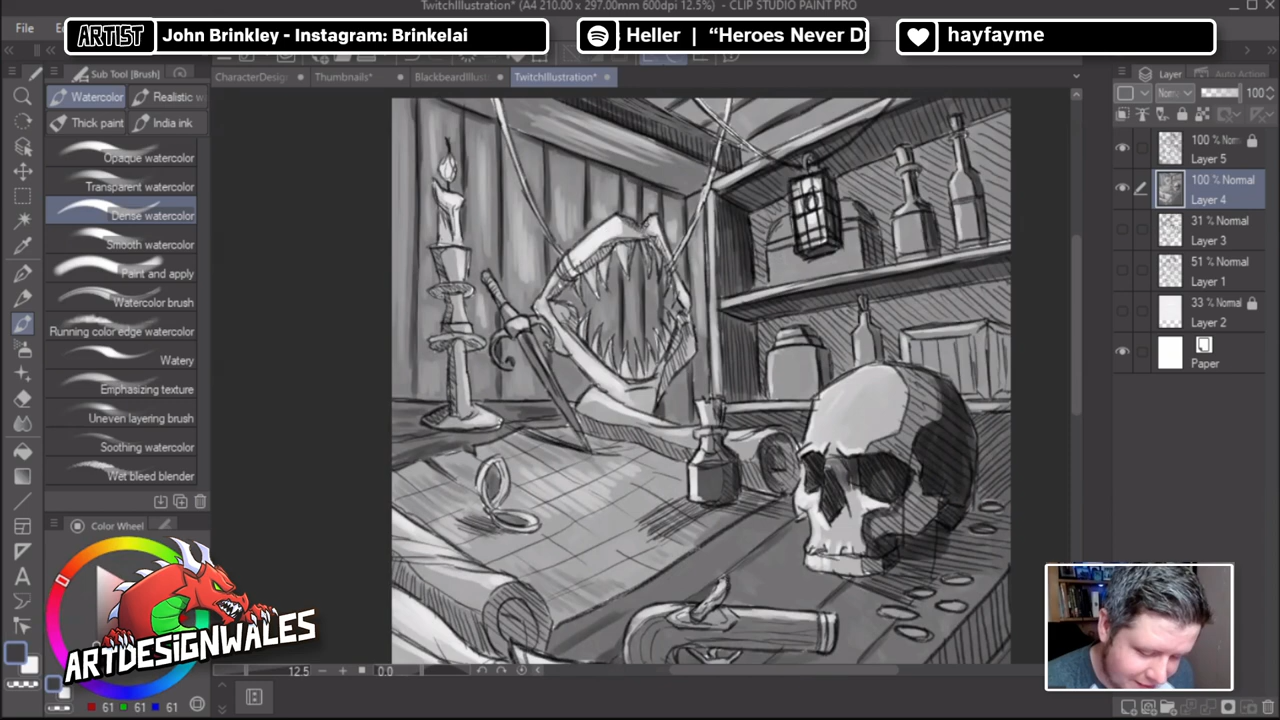 TwitchIllustration* (A4 210.00 x 297.00mm 600dpi 12.5%) - CLIP STUDIO PAINT PRO
File
ARTIST
John Brinkley - Instagram: Brinkelai
Heller | “Heroes Never Di
hayfayme
Sub Tool [Brush]
CharacterDesig
Thumbnails*
BlackbeardIllustr
TwitchIllustration*
Layer
Auto Action
Watercolor
Realistic w
Thick paint
India ink
Norm
100
Opaque watercolor
Transparent watercolor
Dense watercolor
Smooth watercolor
Paint and apply
Watercolor brush
Running color edge watercolor
Watery
Emphasizing texture
Uneven layering brush
Soothing watercolor
Wet bleed blender
100 % Norm
Layer 5
100 % Normal
Layer 4
31 % Normal
Layer 3
51 % Normal
Layer 1
33 % Normal
Layer 2
Paper
Color Wheel
ARTDESIGNWALES
12.5
0.0
61 61 61